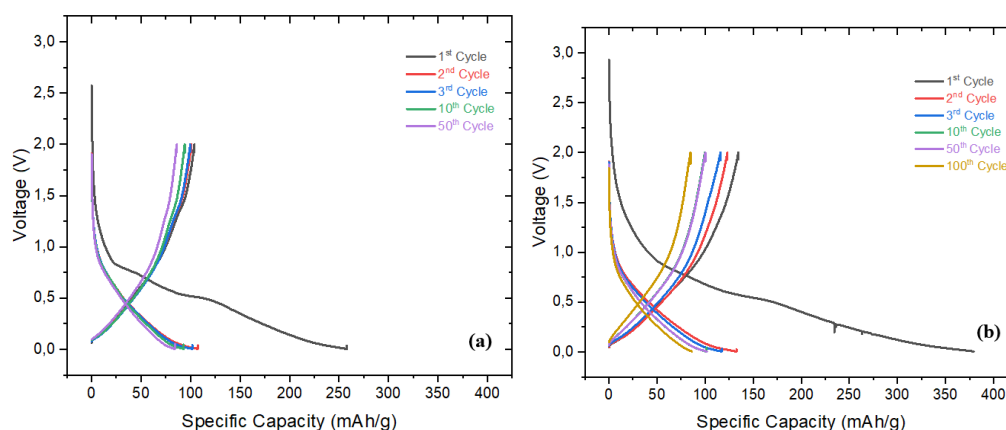 3,0
2,5
2,0
1,5
1,0
0,5
0,0
Voltage (V)
1st Cycle
2nd Cycle
3rd Cycle
10th Cycle
50th Cycle
(a)
0 50 100 150 200 250 300 350 400
Specific Capacity (mAh/g)
3,0
2,5
2,0
1,5
1,0
0,5
0,0
Voltage (V)
1st Cycle
2nd Cycle
3rd Cycle
10th Cycle
50th Cycle
100th Cycle
(b)
0 50 100 150 200 250 300 350 400
Specific Capacity (mAh/g)